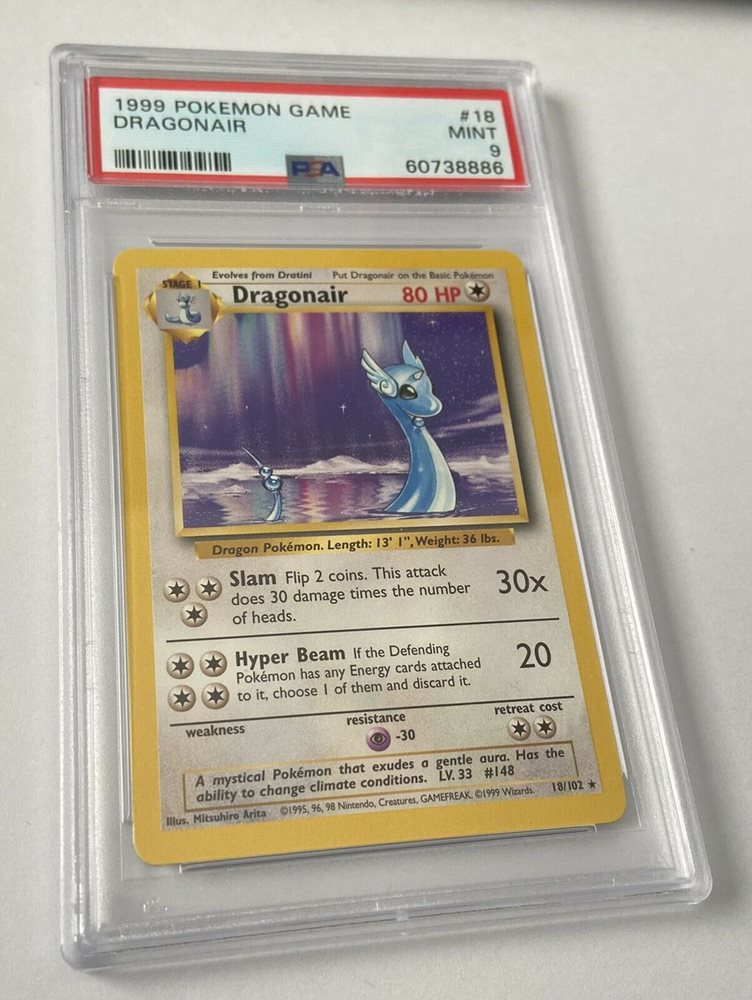 1999 POKEMON GAME #18
DRAGONAIR MINT
9
PSA 60738886
Evolves from Dratini Put Dragonair on the Basic Pokémon
STAGE 1
Dragonair 80 HP
Dragon Pokémon. Length: 13' 1", Weight: 36 lbs.
Slam Flip 2 coins. This attack
does 30 damage times the number
of heads.
30x
Hyper Beam If the Defending
Pokémon has any Energy cards attached
to it, choose 1 of them and discard it.
20
weakness resistance retreat cost
-30
A mystical Pokémon that exudes a gentle aura. Has the
ability to change climate conditions. LV. 33 #148
Illus. Mitsuhiro Arita ©1995, 96, 98 Nintendo, Creatures, GAMEFREAK. ©1999 Wizards. 18/102